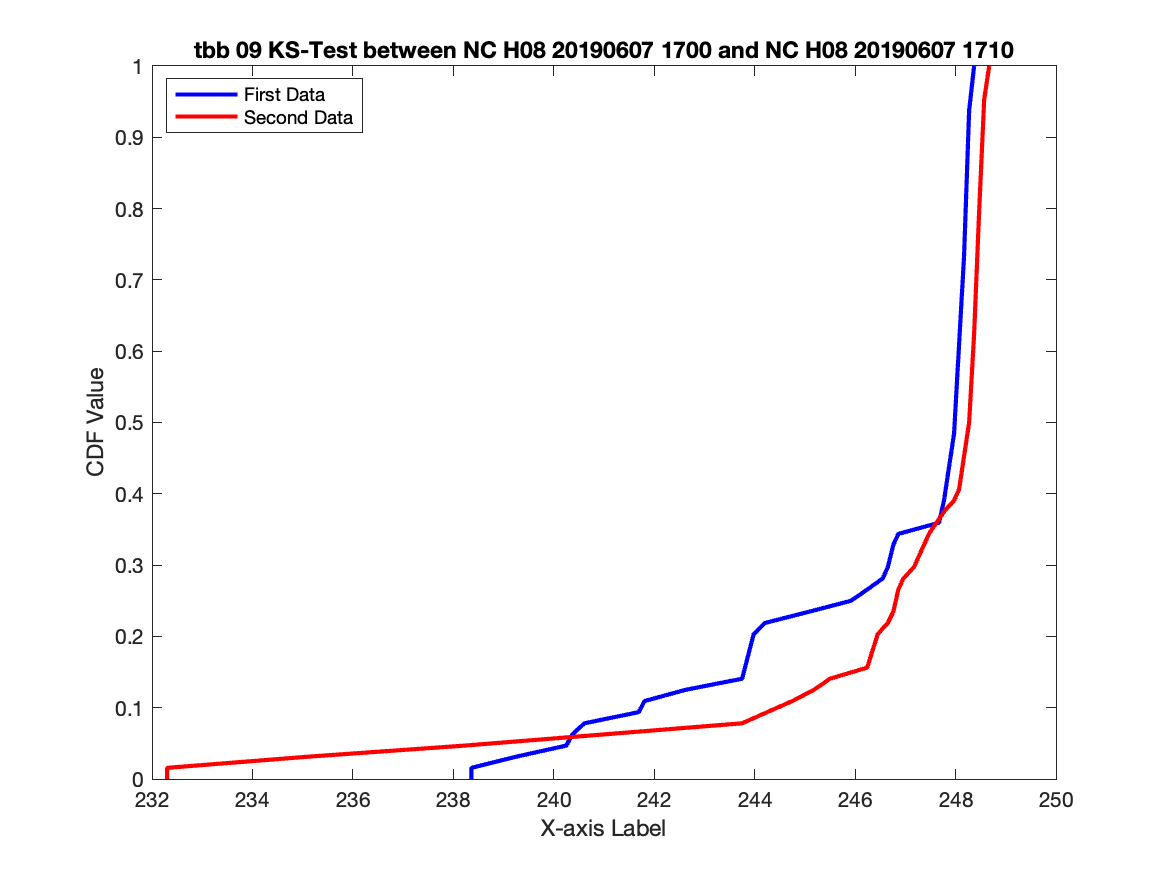 tbb 09 KS-Test between NC H08 20190607 1700 and NC H08 20190607 1710
First Data
Second Data
CDF Value
1
0.9
0.8
0.7
0.6
0.5
0.4
0.3
0.2
0.1
0
232 234 236 238 240 242 244 246 248 250
X-axis Label